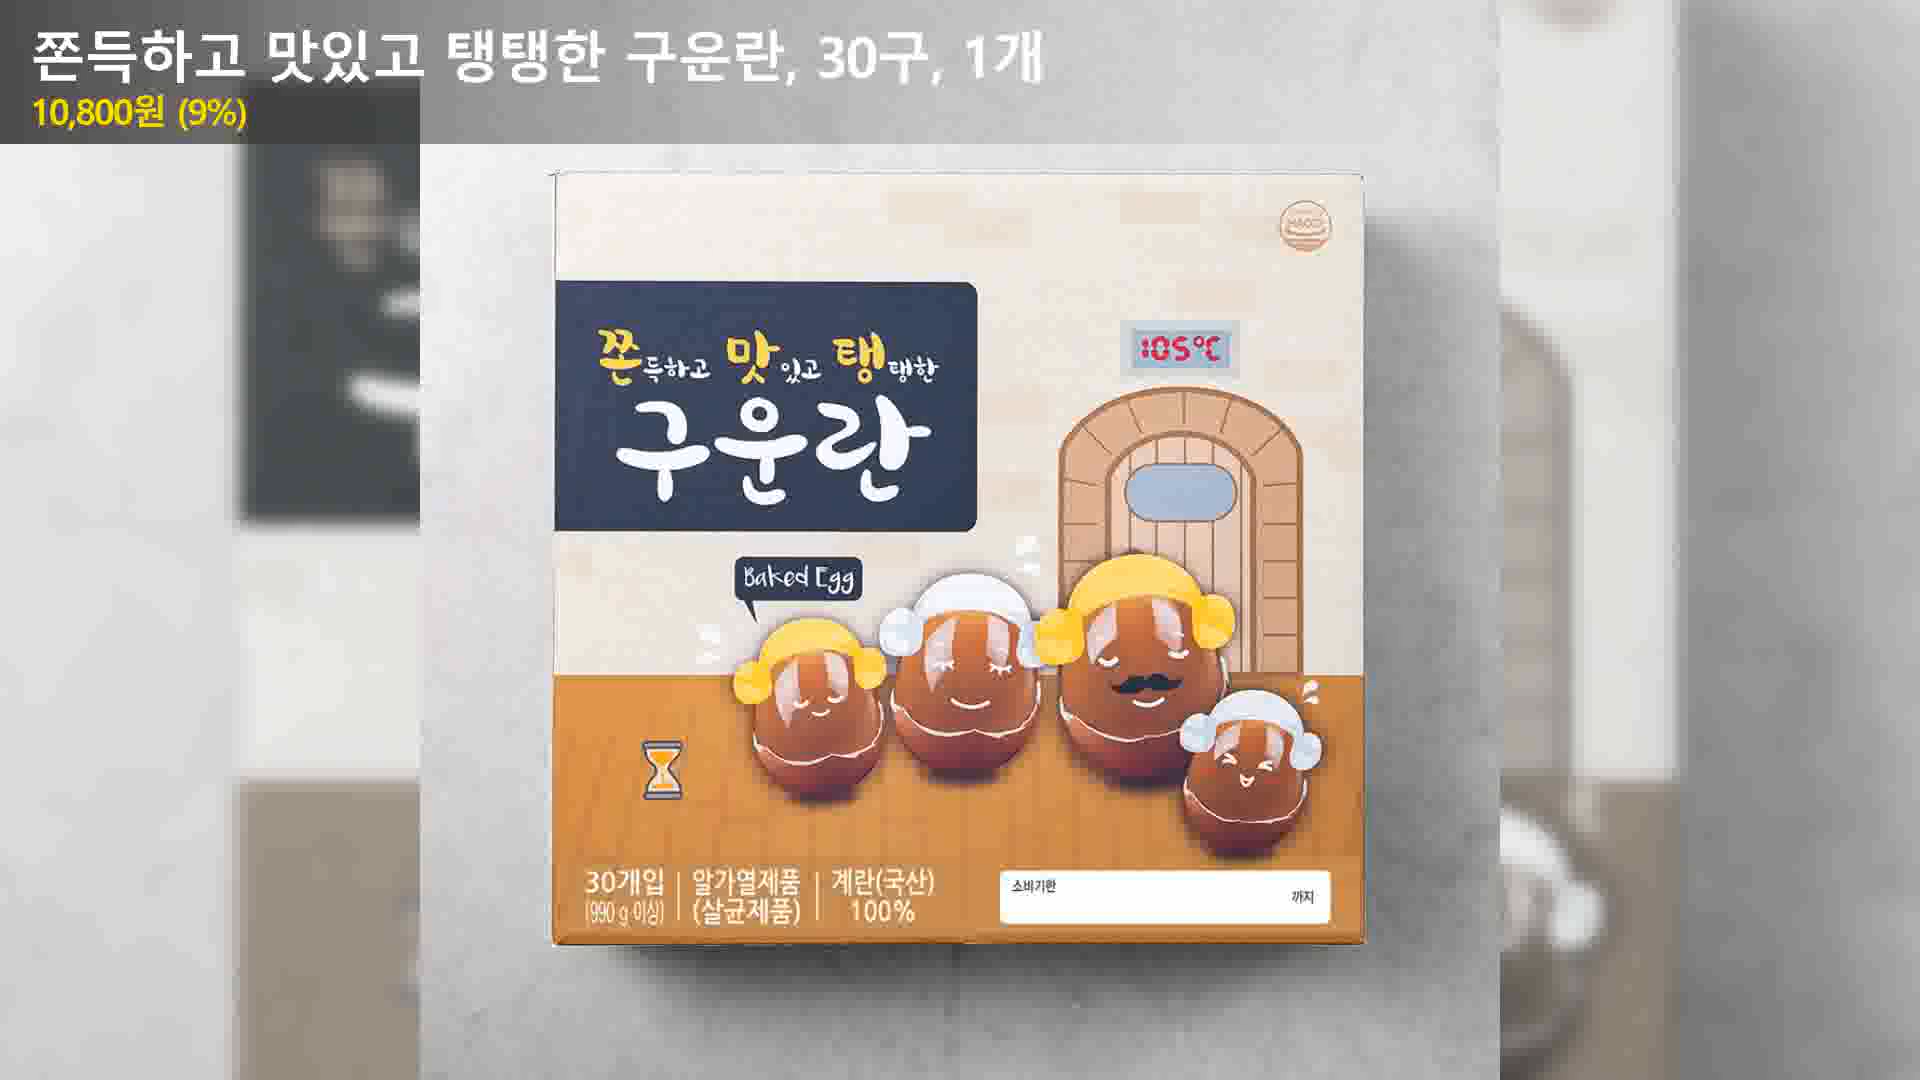 쫀득하고 맛있고 탱탱한 구운란, 30구, 1개
10,800원 (9%)
HACCP
쫀득하고 맛있고 탱탱한
구운란
105℃
Baked Egg
30개입
(990 g 이상)
알가열제품
(살균제품)
계란(국산)
100%
소비기한
까지